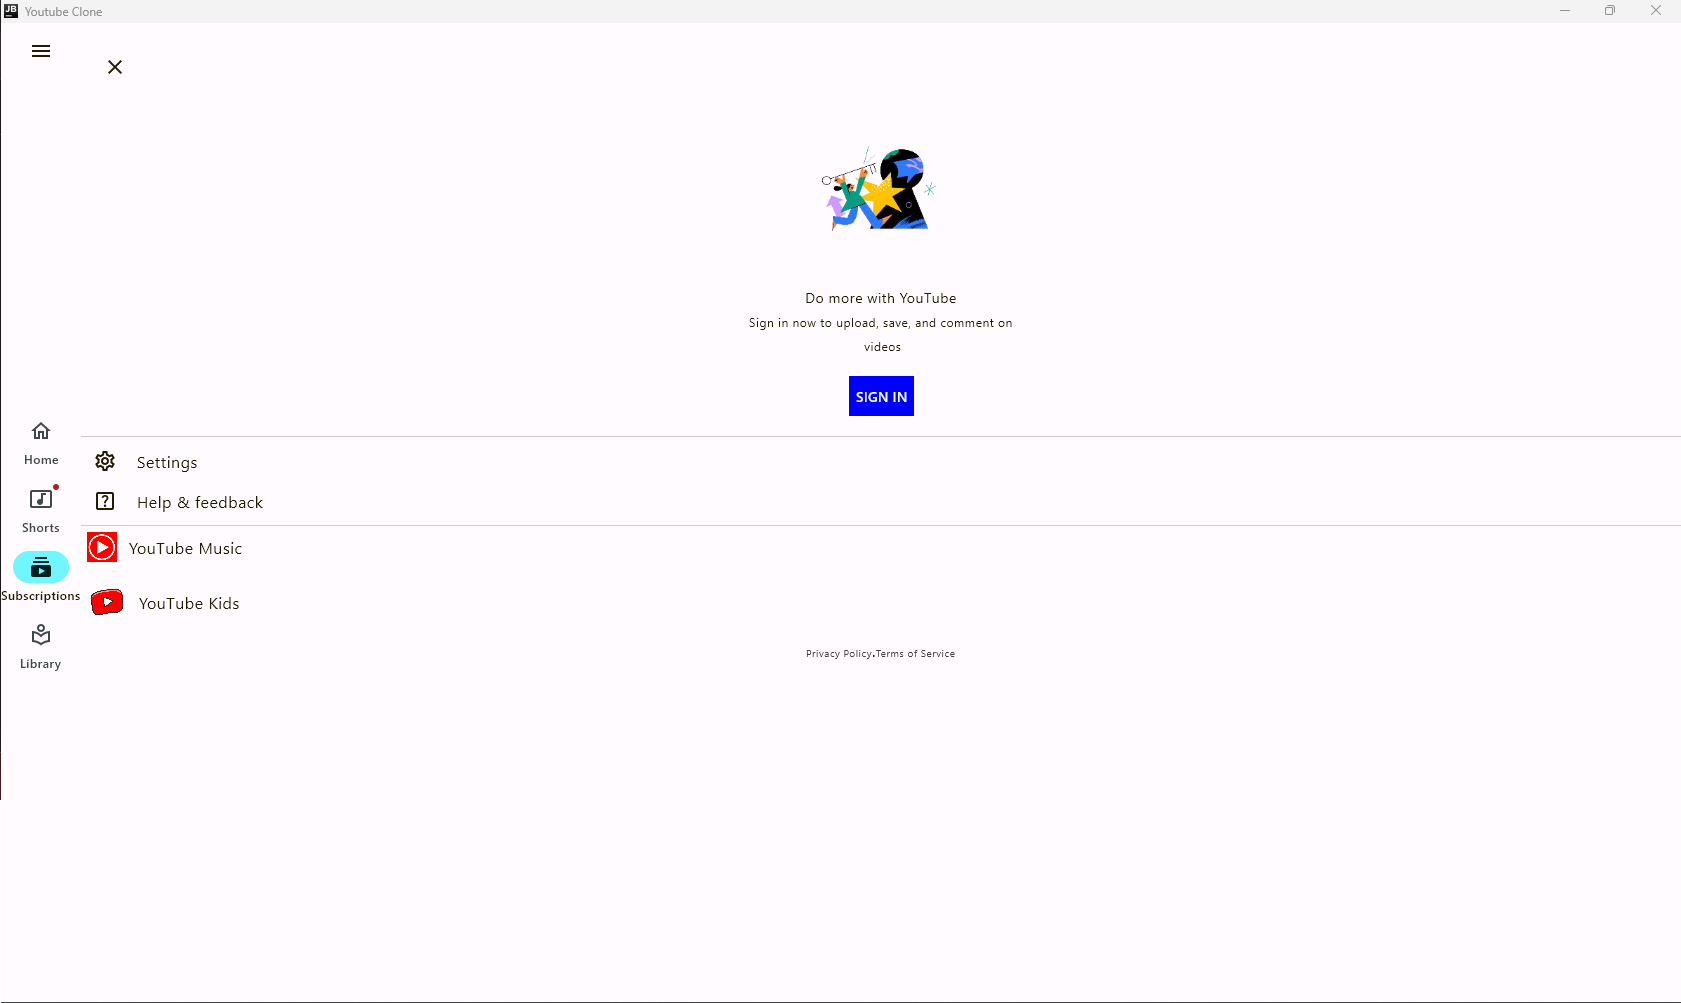 JB Youtube Clone
Do more with YouTube
Sign in now to upload, save, and comment on
videos
SIGN IN
Home
Shorts
Subscriptions
Library
Settings
Help & feedback
YouTube Music
YouTube Kids
Privacy Policy.Terms of Service